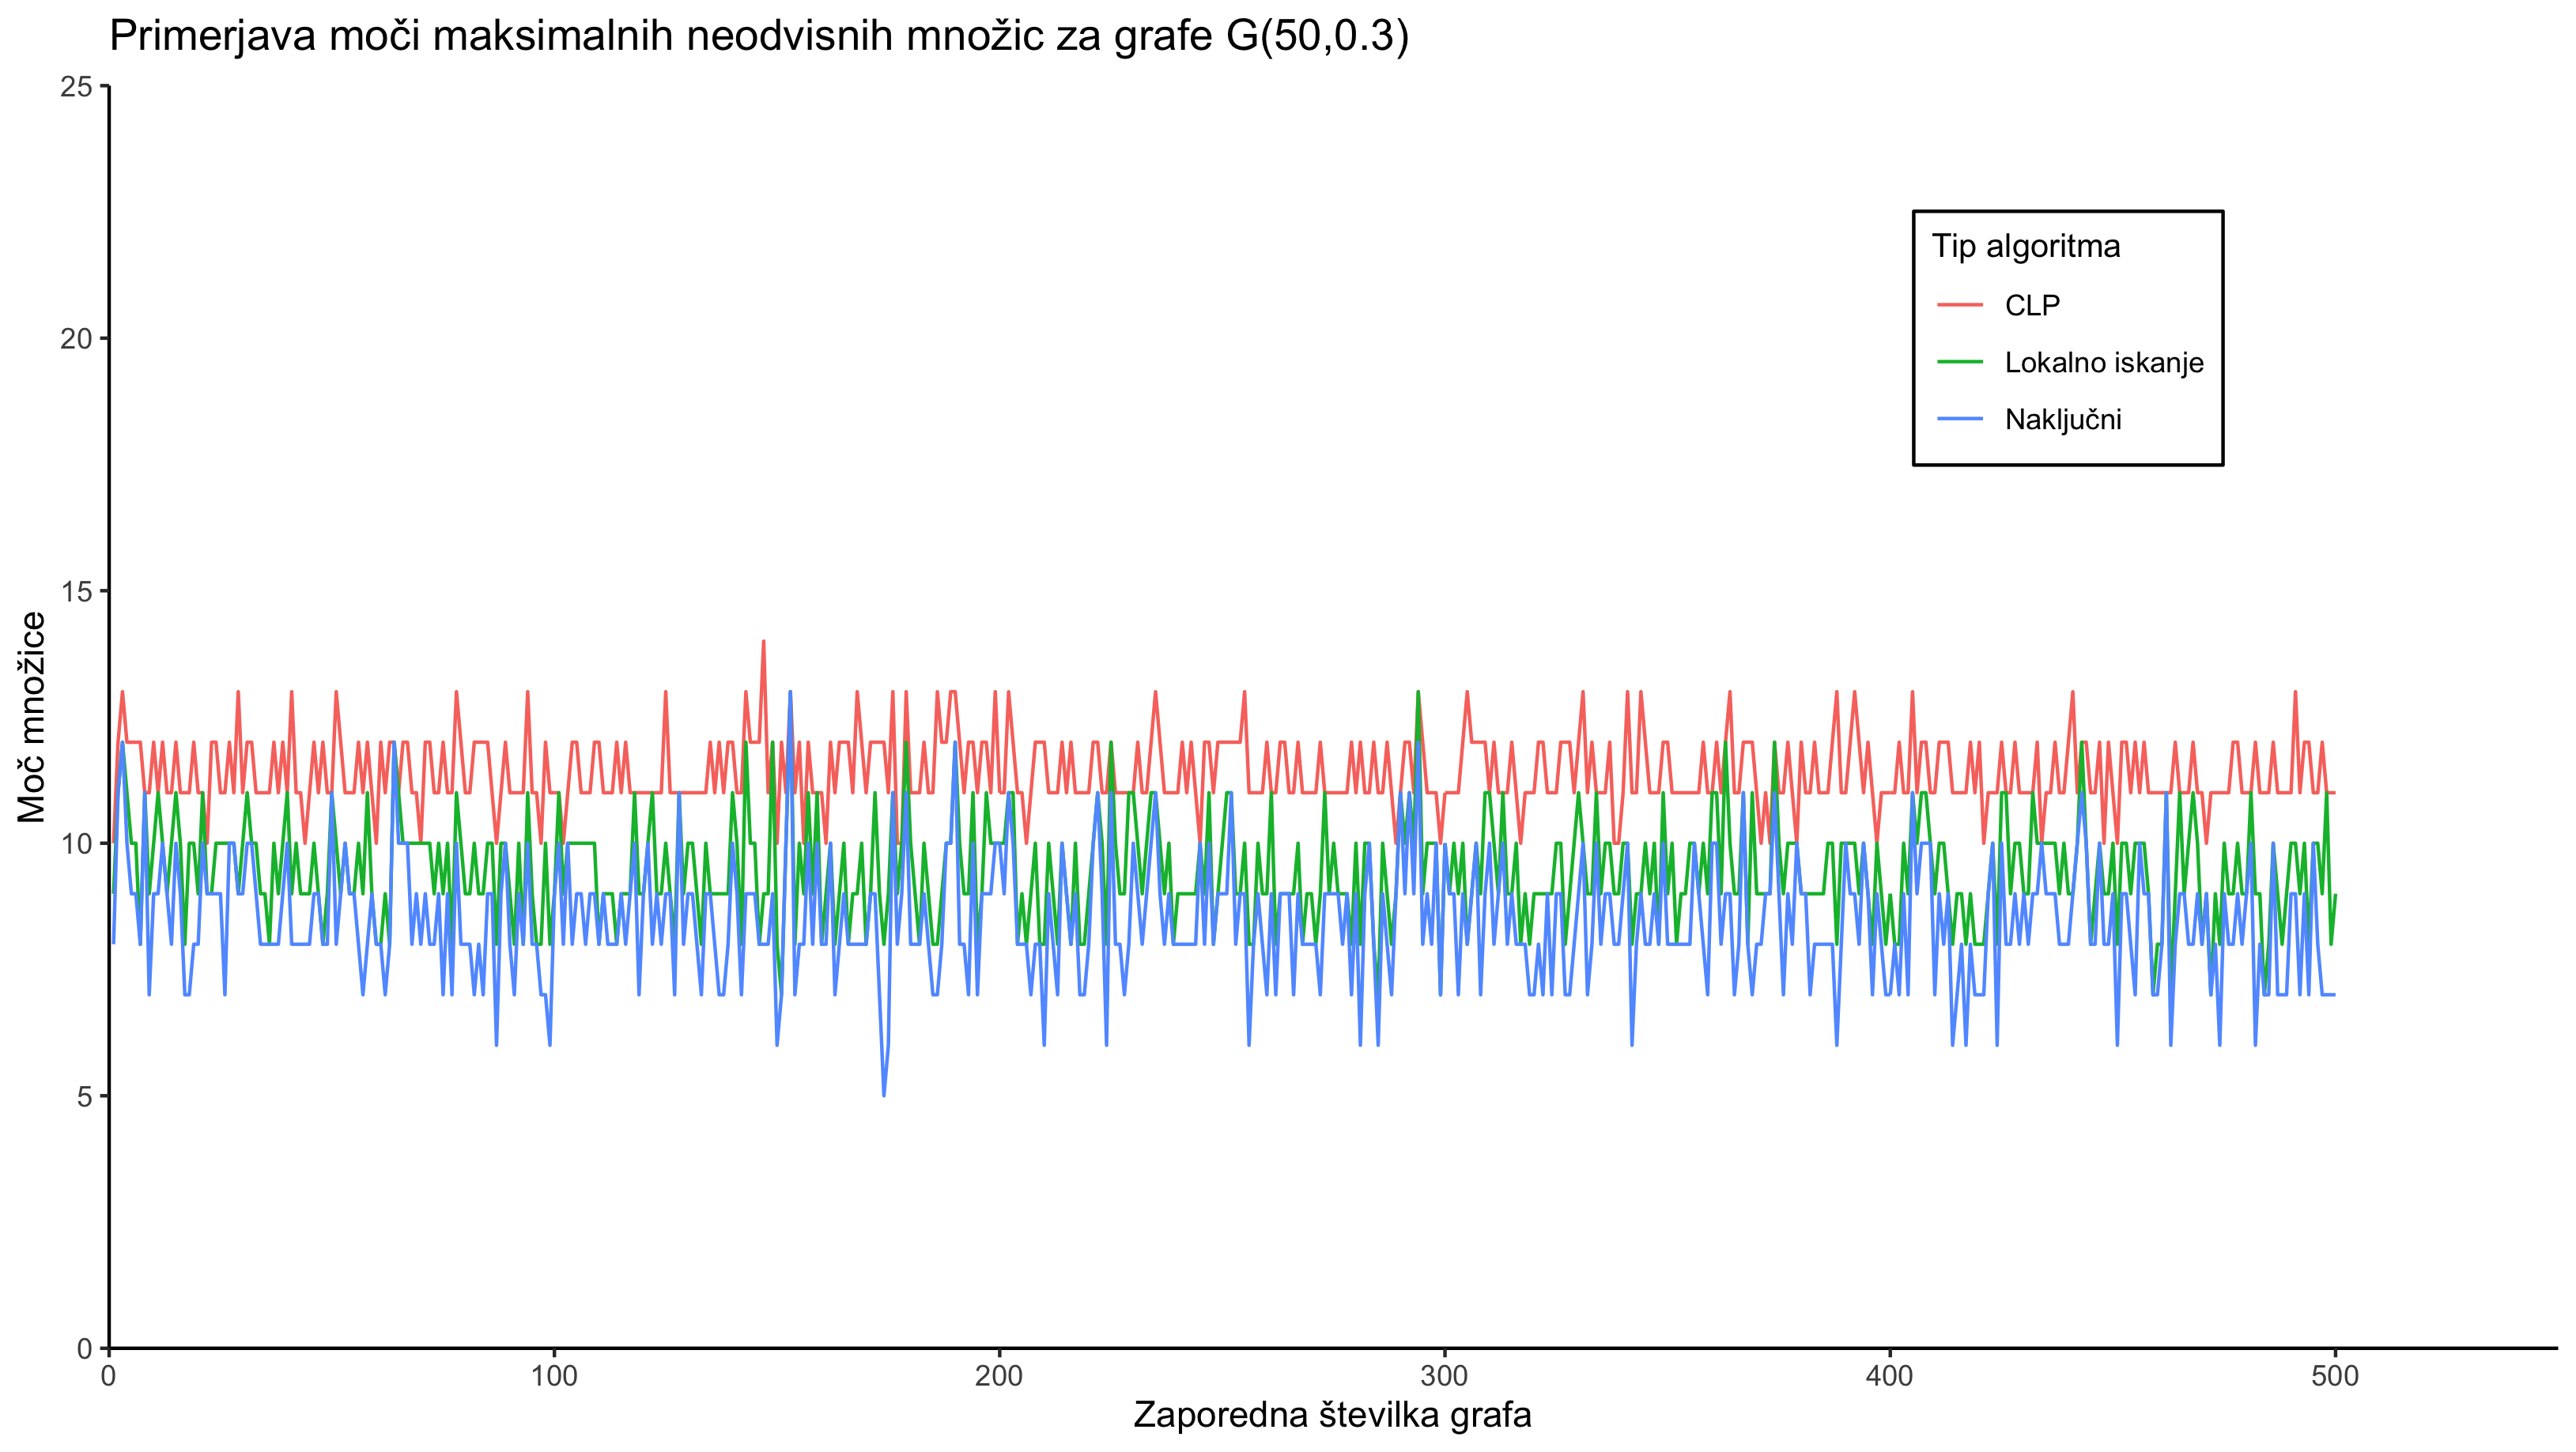 Primerjava moči maksimalnih neodvisnih množic za grafe G(50,0.3)
25
20
15
10
5
0
Moč množice
Tip algoritma
CLP
Lokalno iskanje
Naključni
0 100 200 300 400 500
Zaporedna številka grafa